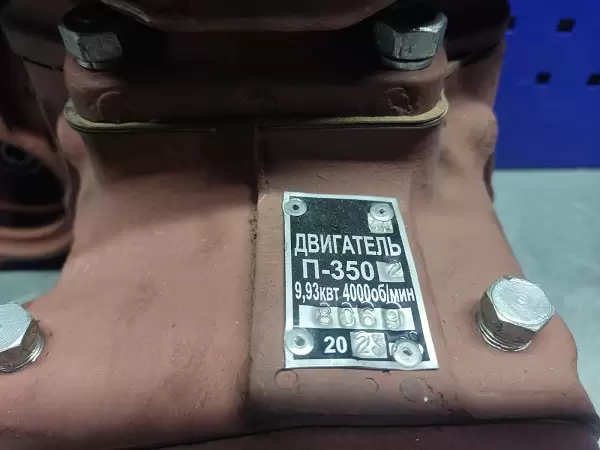 ДВИГАТЕЛЬ
П-350 2
9,93квт 4000об/мин
8069
20 23